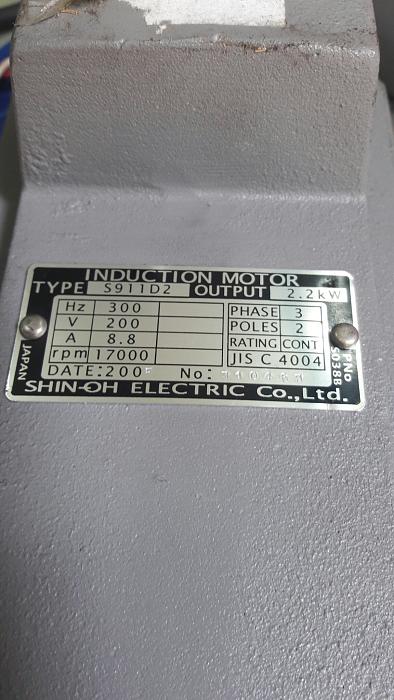 INDUCTION MOTOR
TYPE S911D2 OUTPUT 2.2kW
Hz 300
V 200
A 8.8
rpm 17000
PHASE 3
POLES 2
RATING CONT
JIS C 4004
DATE:200 No:
SHIN-OH ELECTRIC Co.,Ltd.
JAPAN